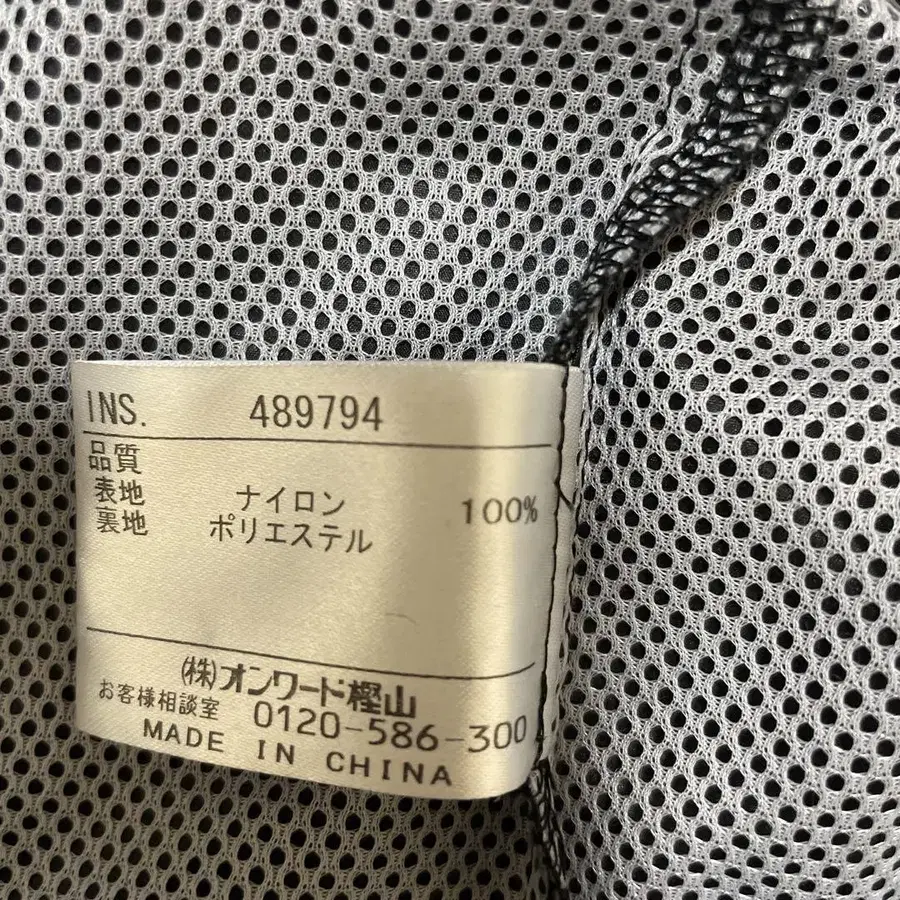 INS. 489794
品質
表地 ナイロン 100%
裏地 ポリエステル
(株)オンワード樫山
お客様相談室 0120-586-300
MADE IN CHINA